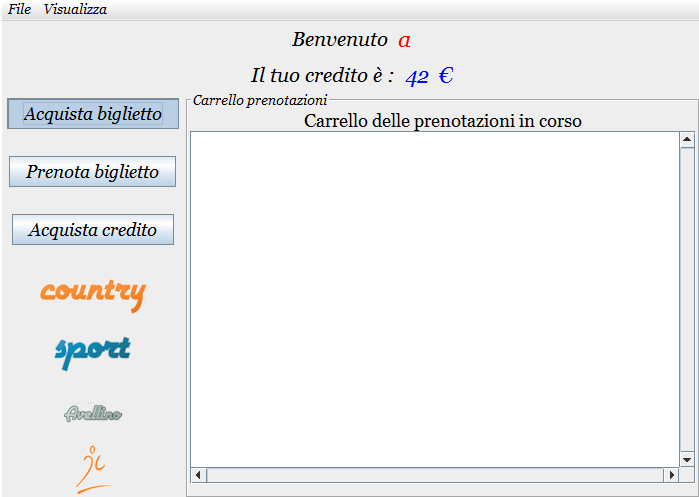 File Visualizza
Benvenuto a
Il tuo credito è : 42 €
Acquista biglietto
Prenota biglietto
Acquista credito
country
sport
Avellino
Carrello prenotazioni
Carrello delle prenotazioni in corso